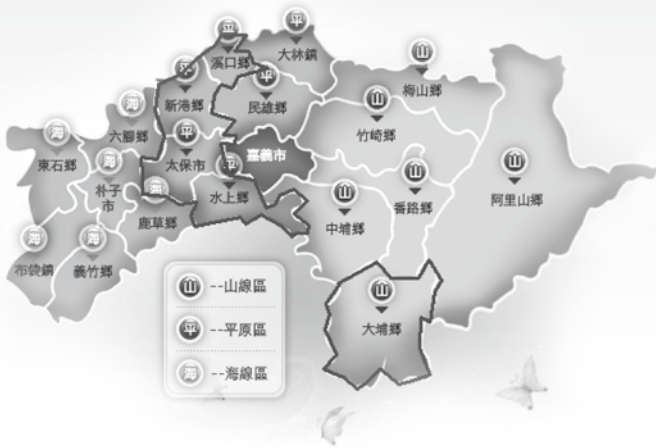 平
溪口鄉
平
大林鎮
山
梅山鄉
平
新港鄉
平
民雄鄉
山
竹崎鄉
海
六腳鄉
海
東石鄉
海
朴子
市
平
太保市
嘉義市
平
水上鄉
海
鹿草鄉
山
中埔鄉
山
番路鄉
山
阿里山鄉
海
布袋鎮
海
義竹鄉
山
大埔鄉
山 --山線區
平 --平原區
海 --海線區